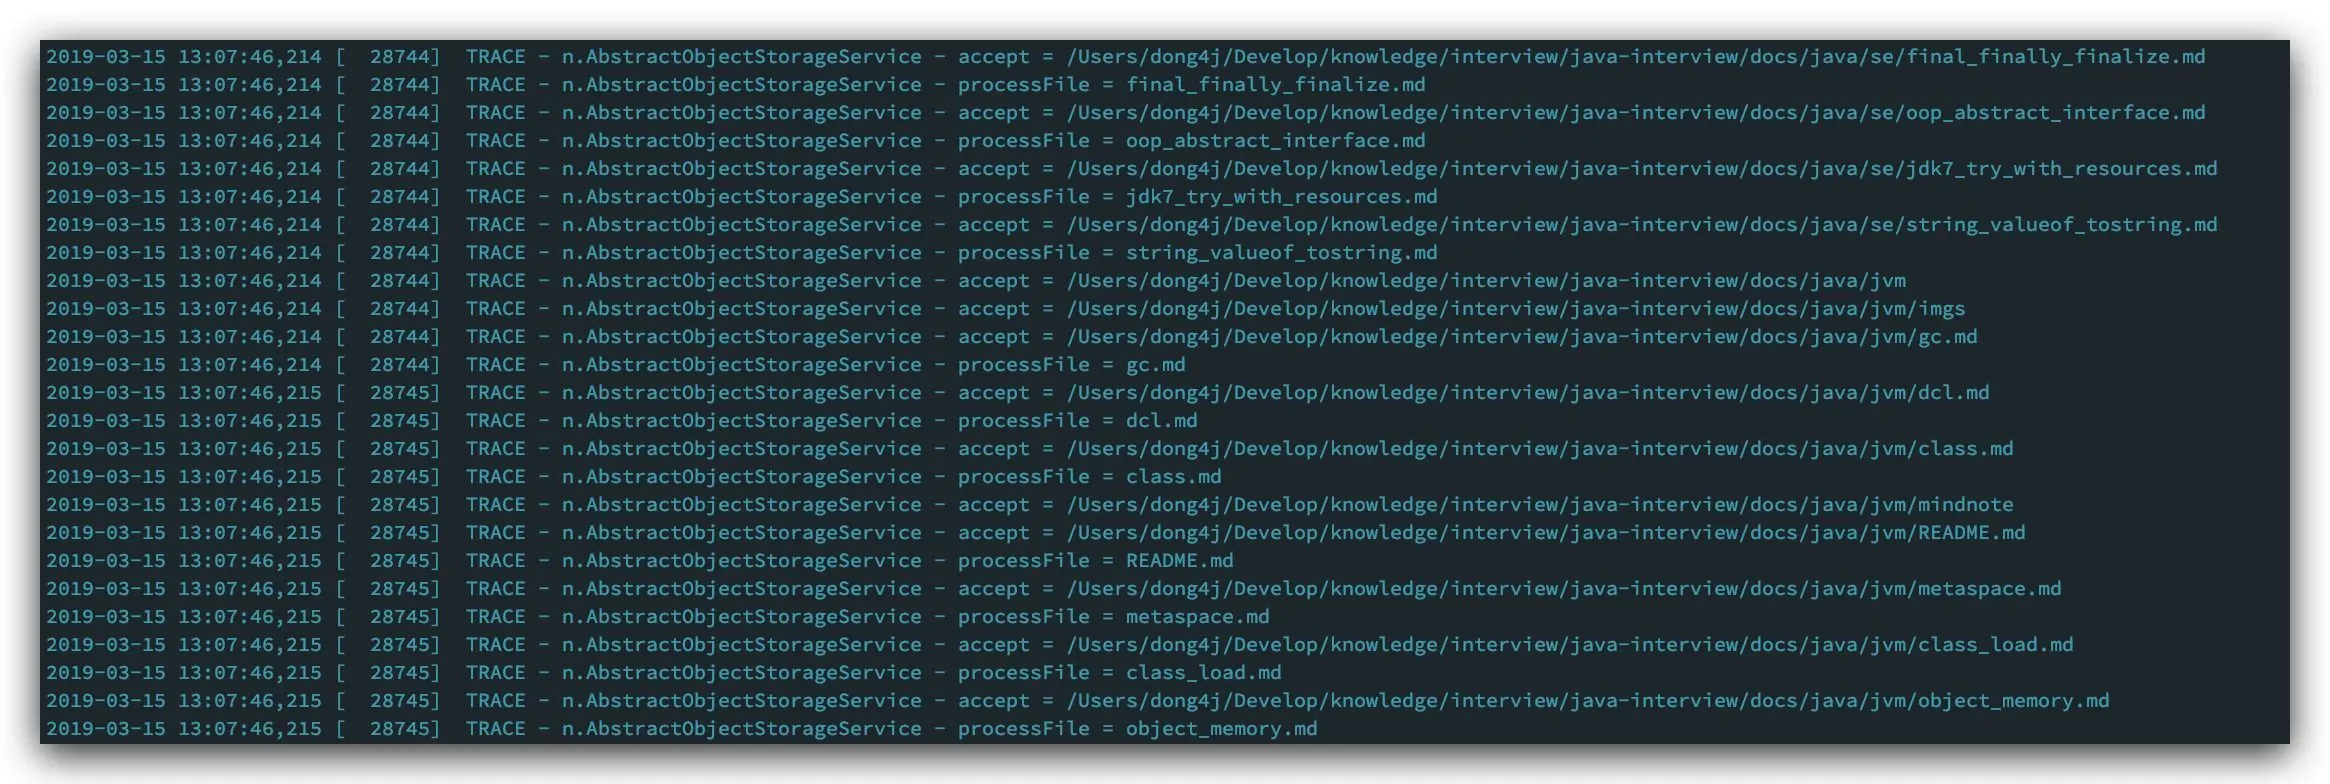 2019-03-15 13:07:46,214 [  28744]  TRACE - n.AbstractObjectStorageService - accept = /Users/dong4j/Develop/knowledge/interview/java-interview/docs/java/se/final_finally_finalize.md
2019-03-15 13:07:46,214 [  28744]  TRACE - n.AbstractObjectStorageService - processFile = final_finally_finalize.md
2019-03-15 13:07:46,214 [  28744]  TRACE - n.AbstractObjectStorageService - accept = /Users/dong4j/Develop/knowledge/interview/java-interview/docs/java/se/oop_abstract_interface.md
2019-03-15 13:07:46,214 [  28744]  TRACE - n.AbstractObjectStorageService - processFile = oop_abstract_interface.md
2019-03-15 13:07:46,214 [  28744]  TRACE - n.AbstractObjectStorageService - accept = /Users/dong4j/Develop/knowledge/interview/java-interview/docs/java/se/jdk7_try_with_resources.md
2019-03-15 13:07:46,214 [  28744]  TRACE - n.AbstractObjectStorageService - processFile = jdk7_try_with_resources.md
2019-03-15 13:07:46,214 [  28744]  TRACE - n.AbstractObjectStorageService - accept = /Users/dong4j/Develop/knowledge/interview/java-interview/docs/java/se/string_valueof_tostring.md
2019-03-15 13:07:46,214 [  28744]  TRACE - n.AbstractObjectStorageService - processFile = string_valueof_tostring.md
2019-03-15 13:07:46,214 [  28744]  TRACE - n.AbstractObjectStorageService - accept = /Users/dong4j/Develop/knowledge/interview/java-interview/docs/java/jvm
2019-03-15 13:07:46,214 [  28744]  TRACE - n.AbstractObjectStorageService - accept = /Users/dong4j/Develop/knowledge/interview/java-interview/docs/java/jvm/imgs
2019-03-15 13:07:46,214 [  28744]  TRACE - n.AbstractObjectStorageService - accept = /Users/dong4j/Develop/knowledge/interview/java-interview/docs/java/jvm/gc.md
2019-03-15 13:07:46,214 [  28744]  TRACE - n.AbstractObjectStorageService - processFile = gc.md
2019-03-15 13:07:46,215 [  28745]  TRACE - n.AbstractObjectStorageService - accept = /Users/dong4j/Develop/knowledge/interview/java-interview/docs/java/jvm/dcl.md
2019-03-15 13:07:46,215 [  28745]  TRACE - n.AbstractObjectStorageService - processFile = dcl.md
2019-03-15 13:07:46,215 [  28745]  TRACE - n.AbstractObjectStorageService - accept = /Users/dong4j/Develop/knowledge/interview/java-interview/docs/java/jvm/class.md
2019-03-15 13:07:46,215 [  28745]  TRACE - n.AbstractObjectStorageService - processFile = class.md
2019-03-15 13:07:46,215 [  28745]  TRACE - n.AbstractObjectStorageService - accept = /Users/dong4j/Develop/knowledge/interview/java-interview/docs/java/jvm/mindnote
2019-03-15 13:07:46,215 [  28745]  TRACE - n.AbstractObjectStorageService - accept = /Users/dong4j/Develop/knowledge/interview/java-interview/docs/java/jvm/README.md
2019-03-15 13:07:46,215 [  28745]  TRACE - n.AbstractObjectStorageService - processFile = README.md
2019-03-15 13:07:46,215 [  28745]  TRACE - n.AbstractObjectStorageService - accept = /Users/dong4j/Develop/knowledge/interview/java-interview/docs/java/jvm/metaspace.md
2019-03-15 13:07:46,215 [  28745]  TRACE - n.AbstractObjectStorageService - processFile = metaspace.md
2019-03-15 13:07:46,215 [  28745]  TRACE - n.AbstractObjectStorageService - accept = /Users/dong4j/Develop/knowledge/interview/java-interview/docs/java/jvm/class_load.md
2019-03-15 13:07:46,215 [  28745]  TRACE - n.AbstractObjectStorageService - processFile = class_load.md
2019-03-15 13:07:46,215 [  28745]  TRACE - n.AbstractObjectStorageService - accept = /Users/dong4j/Develop/knowledge/interview/java-interview/docs/java/jvm/object_memory.md
2019-03-15 13:07:46,215 [  28745]  TRACE - n.AbstractObjectStorageService - processFile = object_memory.md